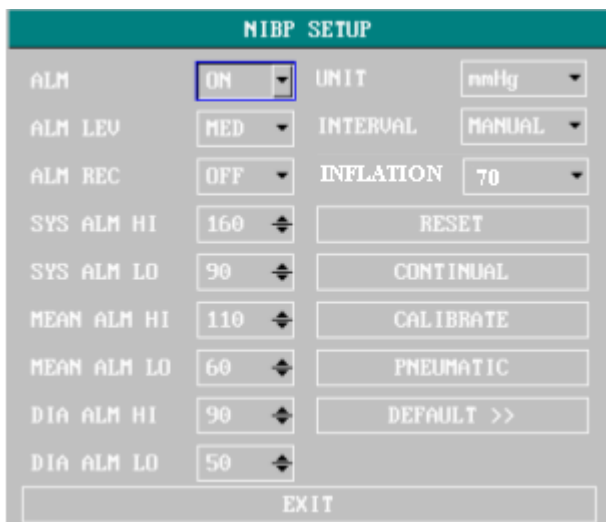 NIBP SETUP
ALM ON UNIT mmHg
ALM LEV MED INTERVAL MANUAL
ALM REC OFF INFLATION 70
SYS ALM HI 160 RESET
SYS ALM LO 90 CONTINUAL
MEAN ALM HI 110 CALIBRATE
MEAN ALM LO 60 PNEUMATIC
DIA ALM HI 90 DEFAULT >>
DIA ALM LO 50
EXIT